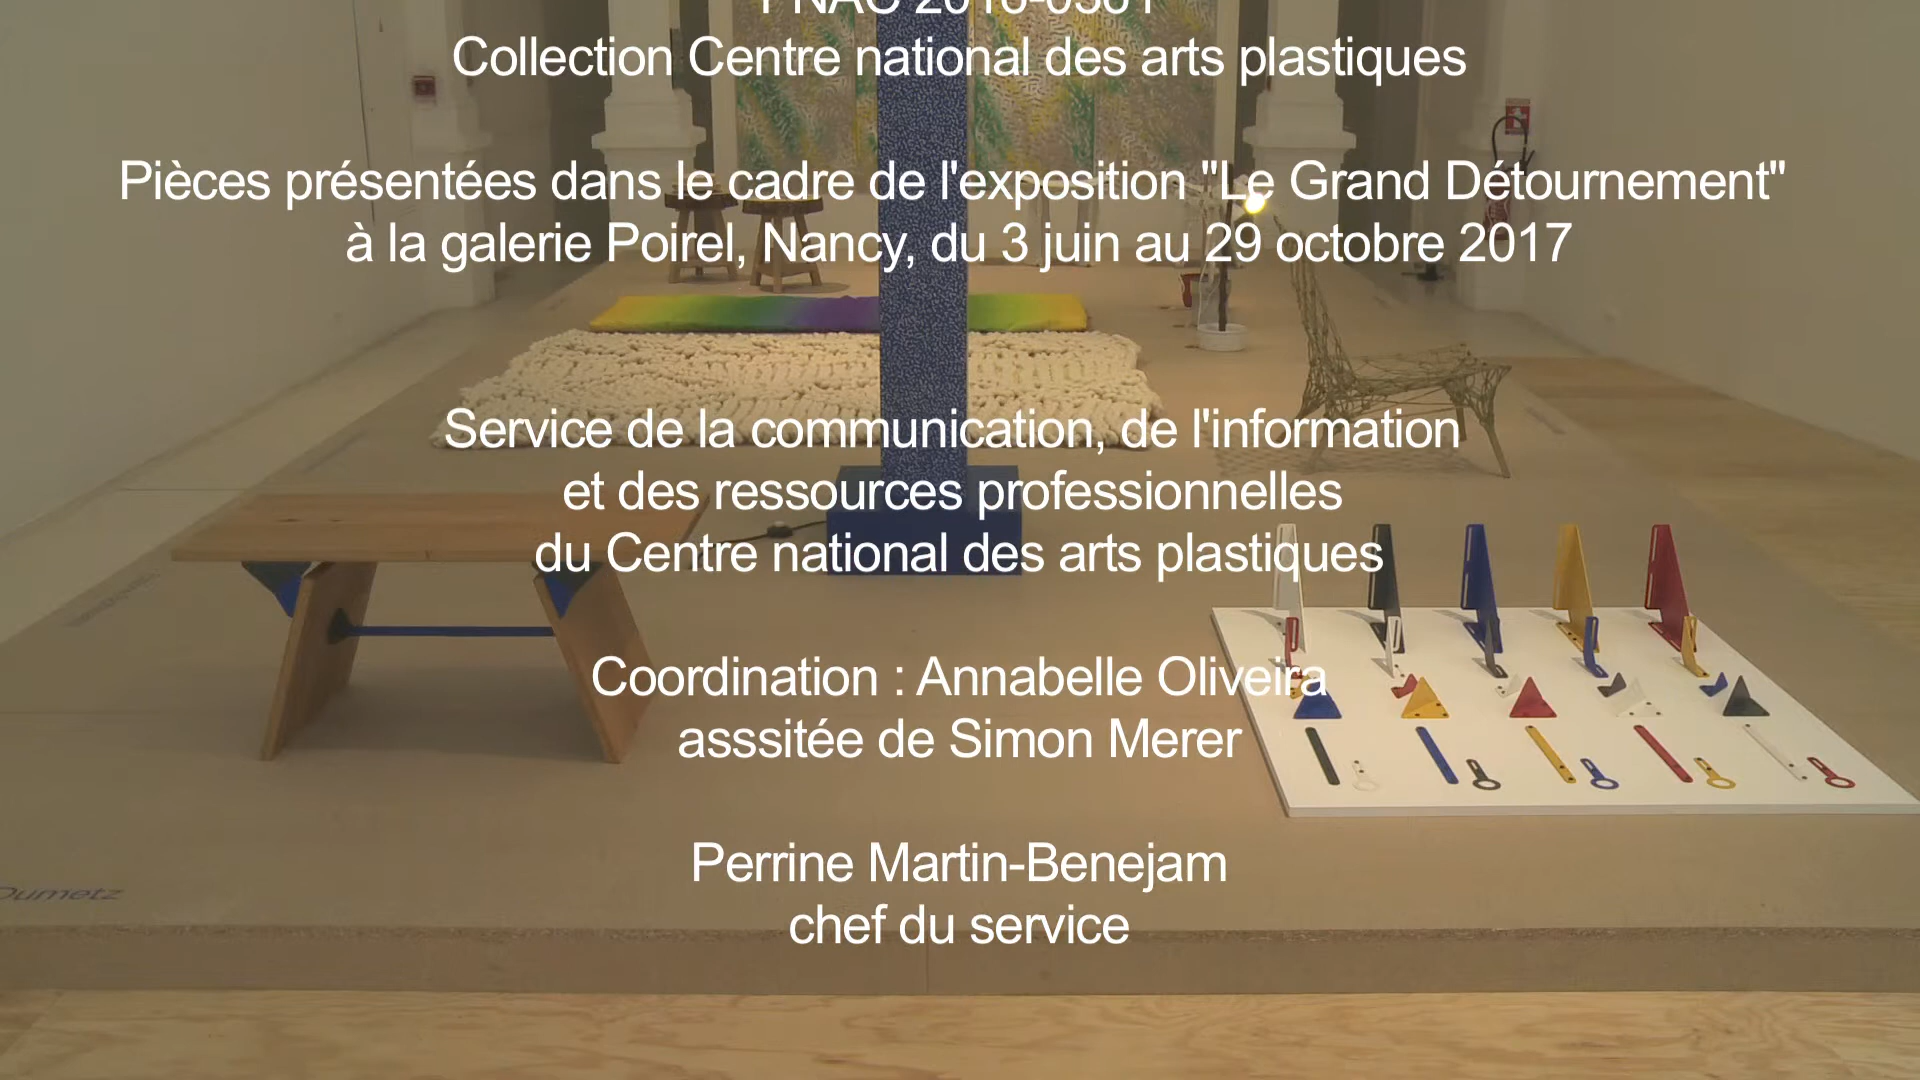 Collection Centre national des arts plastiques
Pièces présentées dans le cadre de l'exposition "Le Grand Détournement"
à la galerie Poirel, Nancy, du 3 juin au 29 octobre 2017
Service de la communication, de l'information
et des ressources professionnelles
du Centre national des arts plastiques
Coordination : Annabelle Oliveira
asssitée de Simon Merer
Perrine Martin-Benejam
chef du service
Dumetz